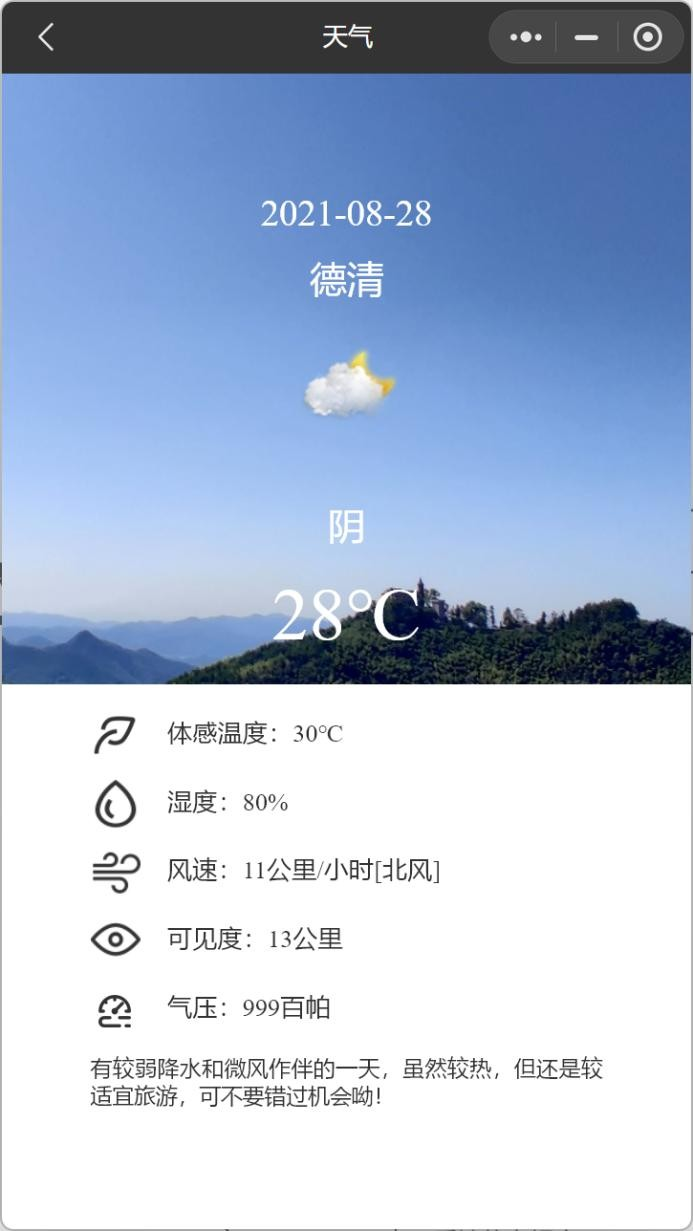 天气
2021-08-28
德清
阴
28℃
体感温度：30℃
湿度：80%
风速：11公里/小时[北风]
可见度：13公里
气压：999百帕
有较弱降水和微风作伴的一天，虽然较热，但还是较
适宜旅游，可不要错过机会呦！